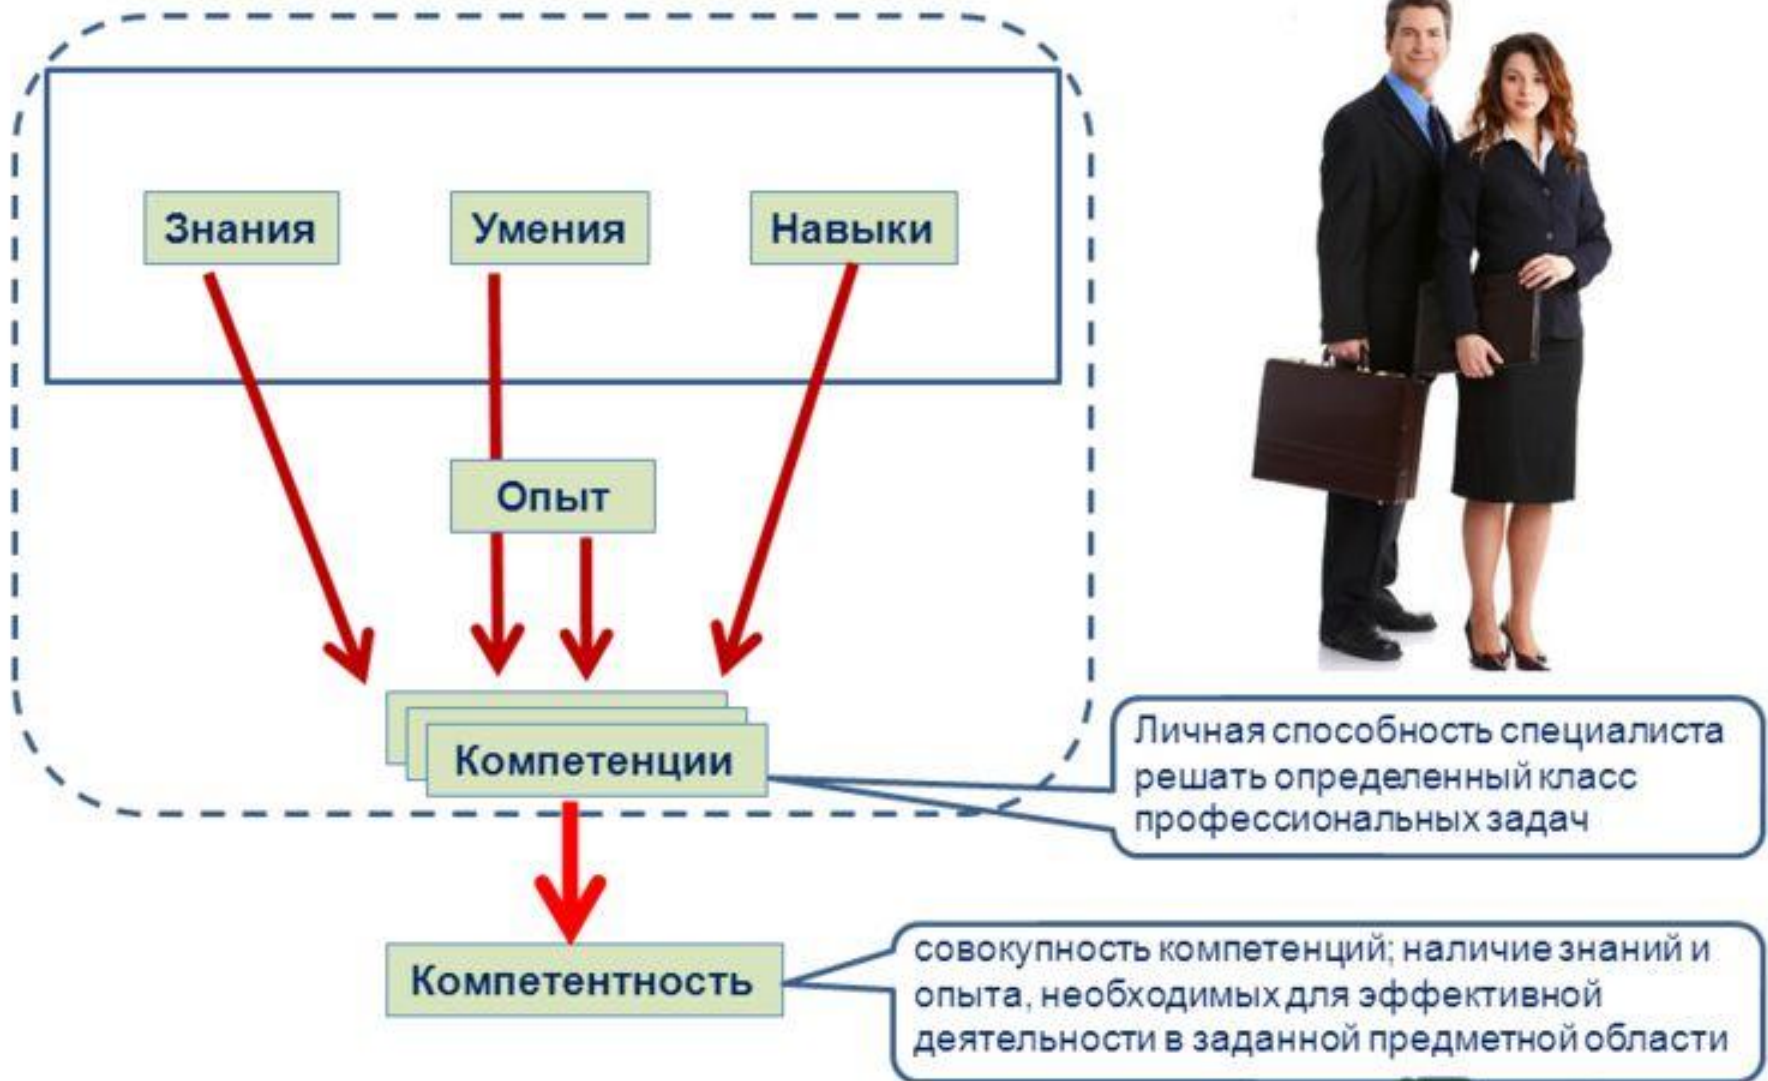 Знания
Умения
Навыки
Опыт
Компетенции
Личная способность специалиста
решать определенный класс
профессиональных задач
Компетентность
совокупность компетенций; наличие знаний и
опыта, необходимых для эффективной
деятельности в заданной предметной области